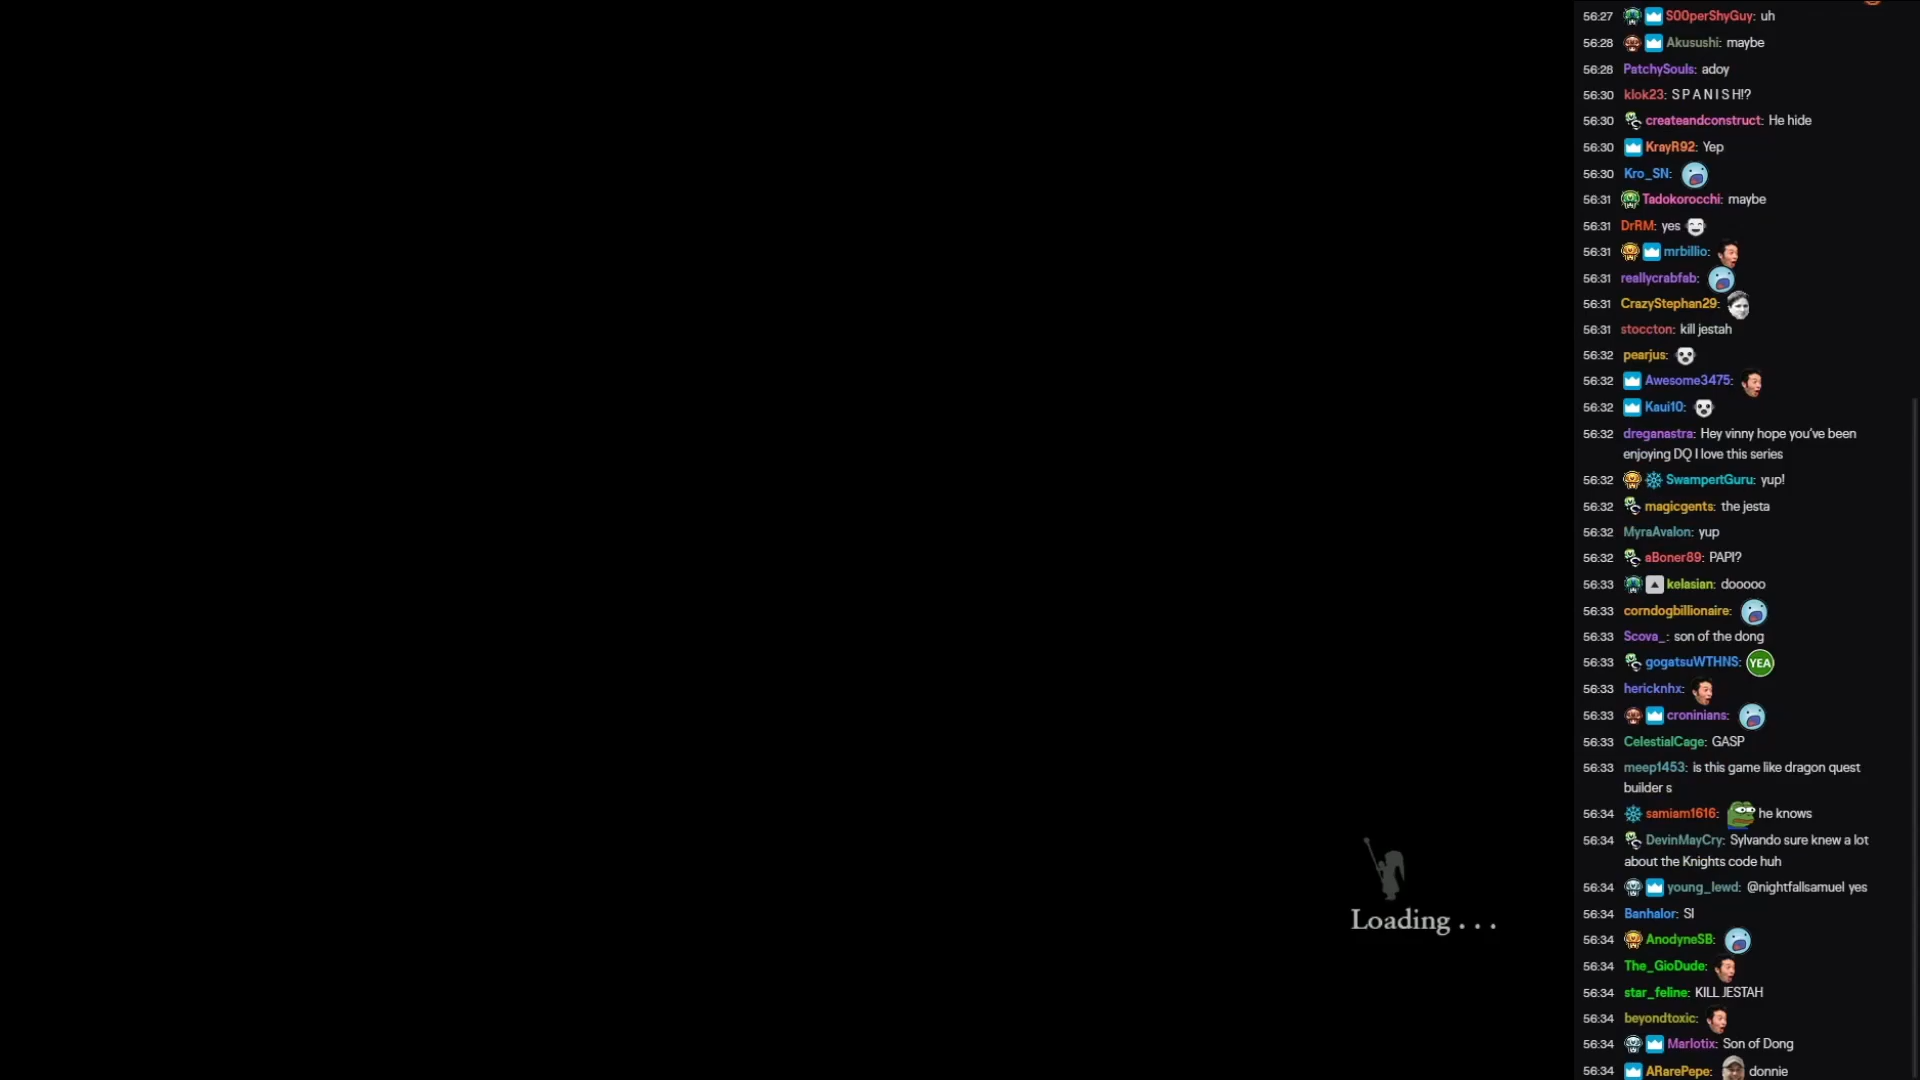 56:27 S00perShyGuy: uh
56:28 Akusushi: maybe
56:28 PatchySouls: adoy
56:30 klok23: S P A N I S H!?
56:30 createandconstruct: He hide
56:30 KrayR92: Yep
56:30 Kro_SN:
56:31 Tadokorocchi: maybe
56:31 DrRM: yes
56:31 mrbillio:
56:31 reallycrabfab:
56:31 CrazyStephan29:
56:31 stoccton: kill jestah
56:32 pearjus:
56:32 Awesome3475:
56:32 Kaui10:
56:32 dreganastra: Hey vinny hope you've been
enjoying DQ I love this series
56:32 SwampertGuru: yup!
56:32 magicgents: the jesta
56:32 MyraAvalon: yup
56:32 aBoner89: PAPI?
56:33 kelasian: dooooo
56:33 corndogbillionaire:
56:33 Scova_: son of the dong
56:33 gogatsuWTHNS: YEA
56:33 hericknhx:
56:33 croninians:
56:33 CelestialCage: GASP
56:33 meep1453: is this game like dragon quest
builder s
56:34 samiam1616: he knows
56:34 DevinMayCry: Sylvando sure knew a lot
about the Knights code huh
56:34 young_lewd: @nightfallsamuel yes
56:34 Banhalor: SI
56:34 AnodyneSB:
56:34 The_GioDude:
56:34 star_feline: KILL JESTAH
56:34 beyondtoxic:
56:34 Marlotix: Son of Dong
56:34 ARarePepe: donnie
Loading . . .